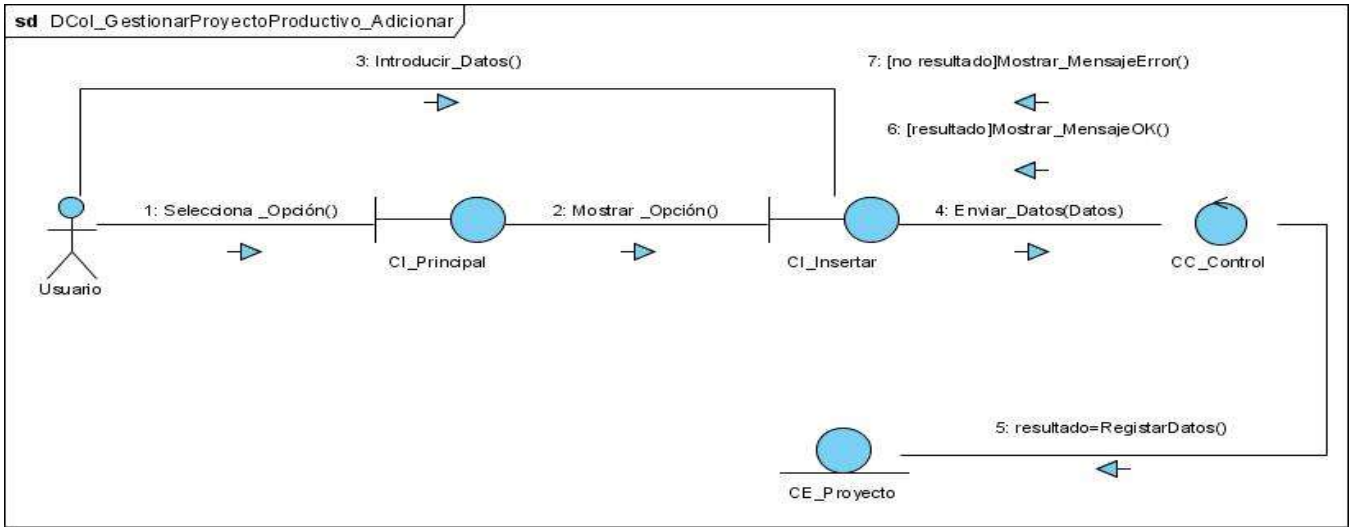 sd DCol_GestionarProyectoProductivo_Adicionar
3: Introducir_Datos()
7: [no resultado]Mostrar_MensajeError()
6: [resultado]Mostrar_MensajeOK()
1: Selecciona _Opción()
2: Mostrar _Opción()
4: Enviar_Datos(Datos)
CI_Principal
CI_Insertar
CC_Control
Usuario
5: resultado=RegistarDatos()
CE_Proyecto